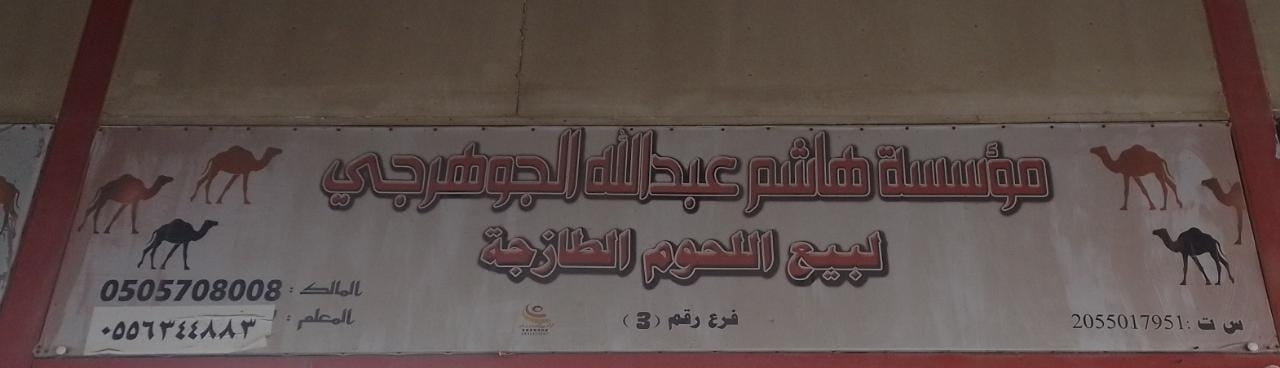 مؤسسة هاشم عبدالله الجوهرجي
لبيع اللحوم الطازجة
المالك : 0505708008
المعلم : ٠٥٥٦٣٤٤٨٨٣
فرع رقم (3)
س ت :2055017951